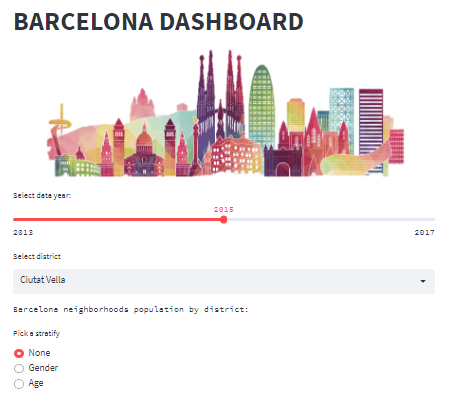 BARCELONA DASHBOARD
Select data year:
2015
2013 2017
Select district
Ciutat Vella
Barcelona neighborhoods population by district:
Pick a stratify
None
Gender
Age